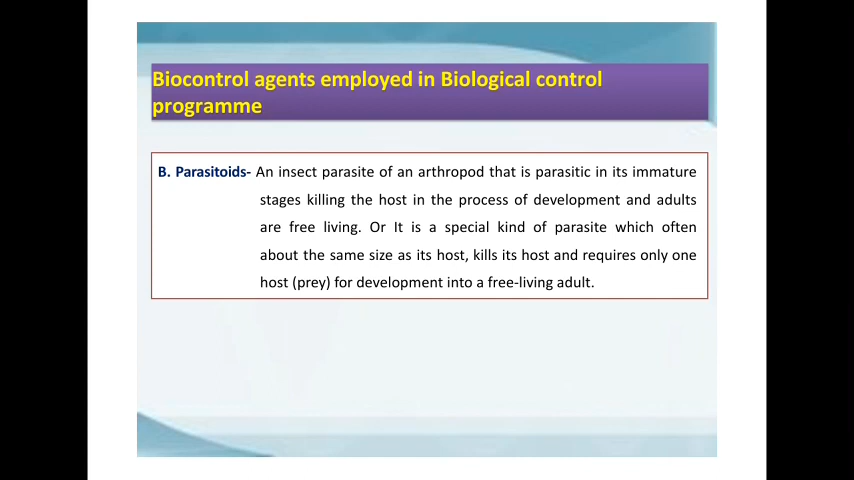 Biocontrol agents employed in Biological control
programme
B. Parasitoids- An insect parasite of an arthropod that is parasitic in its immature
stages killing the host in the process of development and adults
are free living. Or It is a special kind of parasite which often
about the same size as its host, kills its host and requires only one
host (prey) for development into a free-living adult.